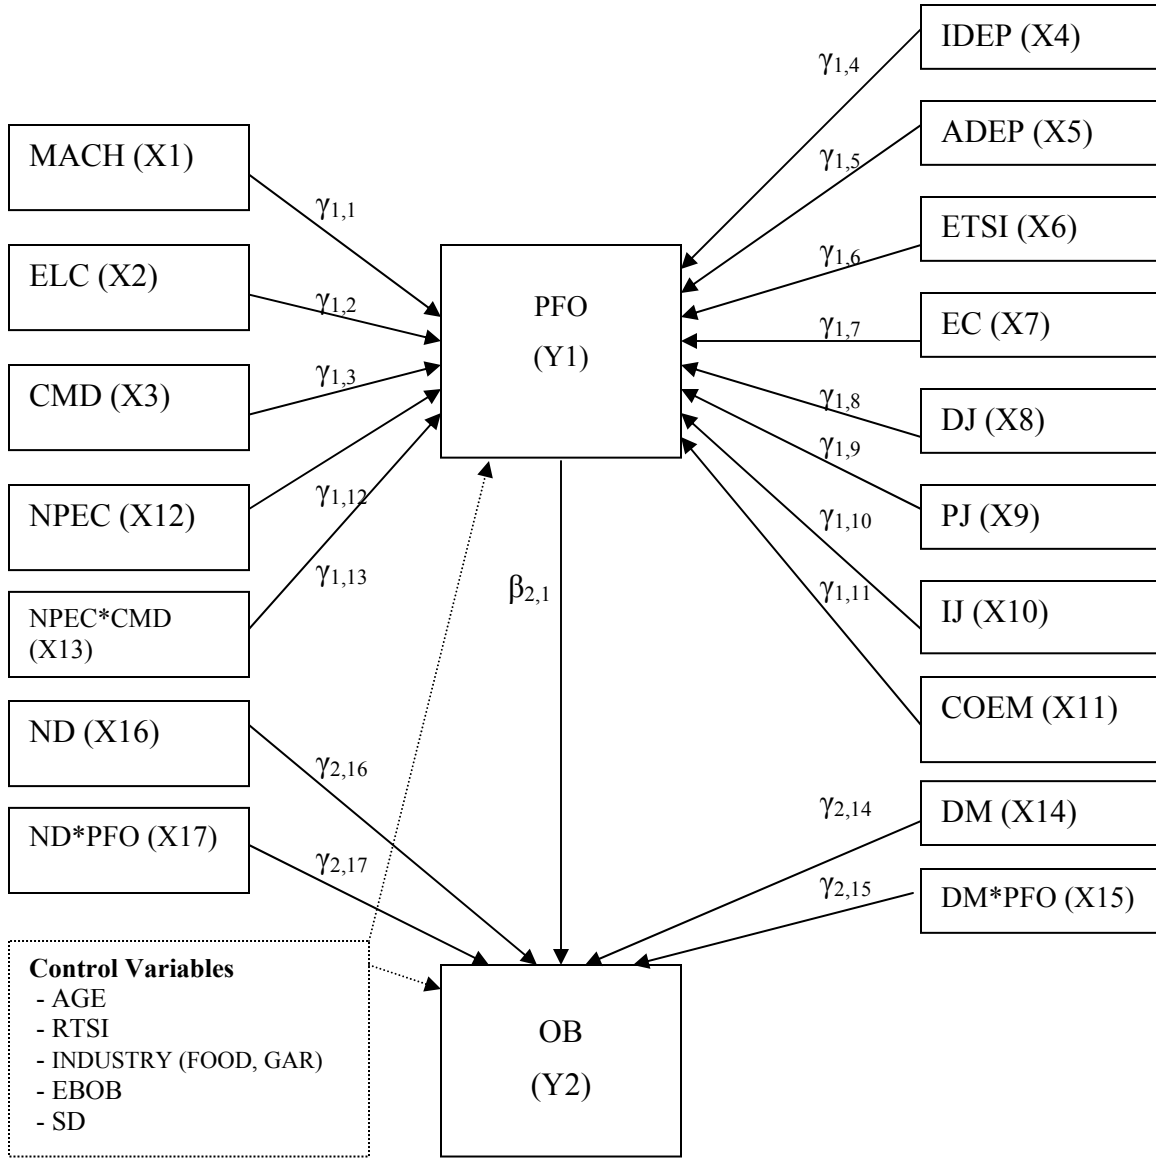 IDEP (X4)
γ1,4
ADEP (X5)
MACH (X1)
γ1,5
γ1,1
ETSI (X6)
γ1,6
ELC (X2)
γ1,2
PFO
(Y1)
γ1,7
EC (X7)
CMD (X3)
γ1,3
γ1,8
DJ (X8)
γ1,9
NPEC (X12)
γ1,12
γ1,10
PJ (X9)
γ1,13
β2,1
γ1,11
NPEC*CMD
(X13)
IJ (X10)
COEM (X11)
ND (X16)
γ2,16
γ2,14
DM (X14)
ND*PFO (X17)
γ2,17
γ2,15
DM*PFO (X15)
Control Variables
- AGE
- RTSI
- INDUSTRY (FOOD, GAR)
- EBOB
- SD
OB
(Y2)